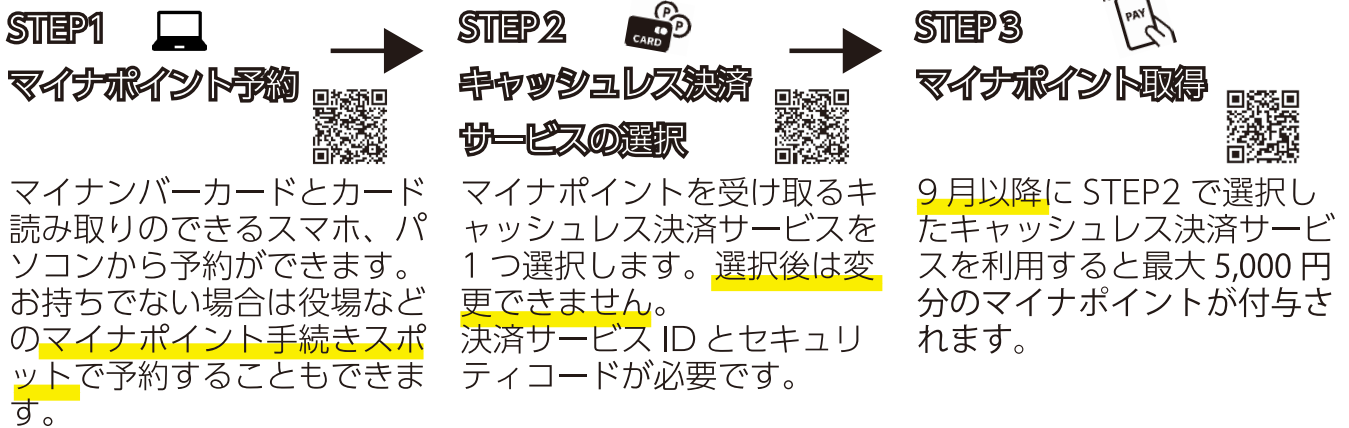 STEP1
マイナポイント予約
マイナンバーカードとカード
読み取りのできるスマホ、パ
ソコンから予約ができます。
お持ちでない場合は役場など
のマイナポイント手続きスポ
ットで予約することもできま
す。
STEP2
CARD
P
P
キャッシュレス決済
サービスの選択
マイナポイントを受け取るキ
ャッシュレス決済サービスを
1つ選択します。選択後は変
更できません。
決済サービス ID とセキュリ
ティコードが必要です。
STEP3
PAY
マイナポイント取得
9月以降に STEP2 で選択し
たキャッシュレス決済サービ
スを利用すると最大 5,000 円
分のマイナポイントが付与さ
れます。